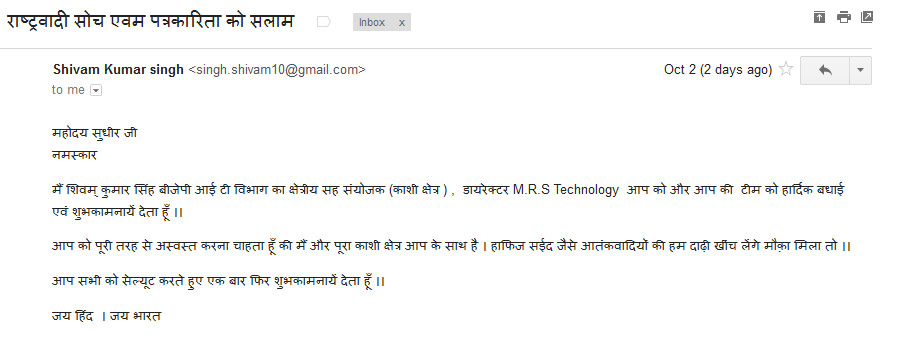 राष्ट्रवादी सोच एवम पत्रकारिता को सलाम Inbox x
Shivam Kumar singh <singh.shivam10@gmail.com> Oct 2 (2 days ago)
to me
महोदय सुधीर जी
नमस्कार
मैं शिवम् कुमार सिंह बीजेपी आई टी विभाग का क्षेत्रीय सह संयोजक (काशी क्षेत्र ) , डायरेक्टर M.R.S Technology आप को और आप की टीम को हार्दिक बधाई
एवं शुभकामनायें देता हूँ ।।
आप को पूरी तरह से अस्वस्त करना चाहता हूँ की मैं और पूरा काशी क्षेत्र आप के साथ है । हाफिज सईद जैसे आतंकवादियों की हम दाढ़ी खींच लेंगे मौक़ा मिला तो ।।
आप सभी को सेल्यूट करते हुए एक बार फिर शुभकामनायें देता हूँ ।।
जय हिंद । जय भारत